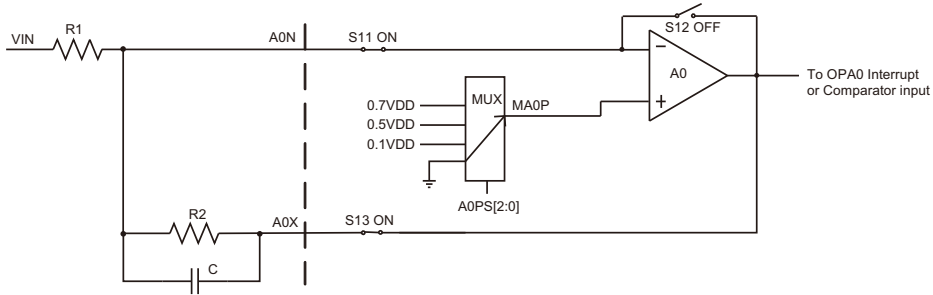 R1
VIN
A0N
S11 ON
S12 OFF
A0
To OPA0 Interrupt
or Comparator input
MUX
MA0P
0.7VDD
0.5VDD
0.1VDD
A0PS[2:0]
R2
A0X
S13 ON
C